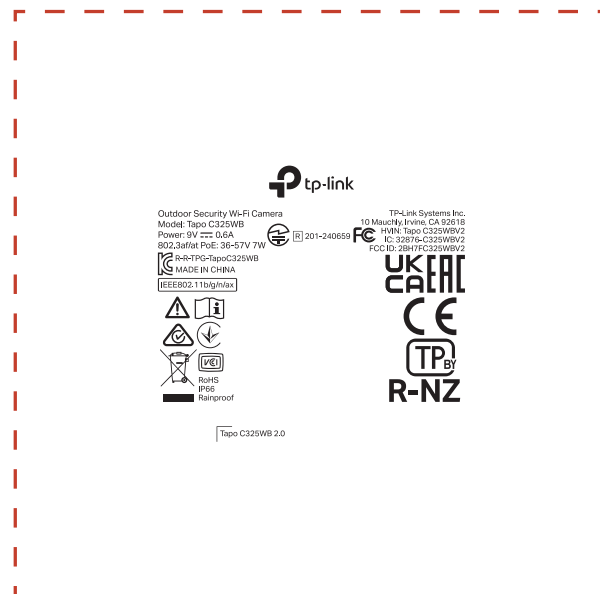 tp-link
Outdoor Security Wi-Fi Camera
Model: Tapo C325WB
Power: 9V ⎓ 0.6A
802.3af/at PoE: 36-57V 7W
R-R-TPG-TapoC325WB
MADE IN CHINA
IEEE802.11b/g/n/ax
R 201-240659
FC
TP-Link Systems Inc.
10 Mauchly, Irvine, CA 92618
HVIN: Tapo C325WBV2
IC: 32876-C325WBV2
FCC ID: 2BH7FC325WBV2
UK
CA
EAC
CE
TP BY
R-NZ
VCCI
RoHS
IP66
Rainproof
Tapo C325WB 2.0